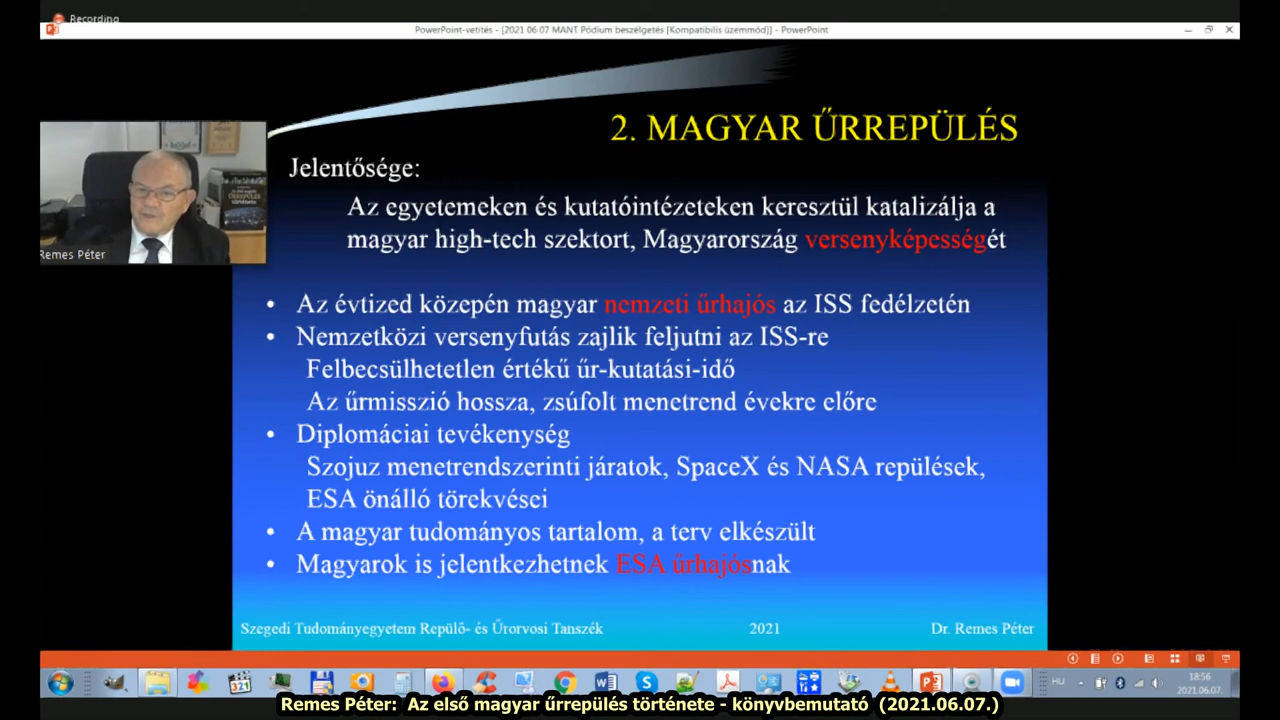 Recording
PowerPoint-vetítés - [2021 06 07 MANT Pódium beszélgetés [Kompatibilis üzemmód]] - PowerPoint
2. MAGYAR ŰRREPÜLÉS
Jelentősége:
Az egyetemeken és kutatóintézeteken keresztül katalizálja a
magyar high-tech szektort, Magyarország versenyképességét
Remes Péter
• Az évtized közepén magyar nemzeti űrhajós az ISS fedélzetén
• Nemzetközi versenyfutás zajlik feljutni az ISS-re
Felbecsülhetetlen értékű űr-kutatási-idő
Az űrmisszió hossza, zsúfolt menetrend évekre előre
• Diplomáciai tevékenység
Szojuz menetrendszerinti járatok, SpaceX és NASA repülések,
ESA önálló törekvései
• A magyar tudományos tartalom, a terv elkészült
• Magyarok is jelentkezhetnek ESA űrhajósnak
Szegedi Tudományegyetem Repülő- és Űrorvosi Tanszék 2021 Dr. Remes Péter
321
HU
18:56
2021.06.07.
Remes Péter: Az első magyar űrrepülés története - könyvbemutató (2021.06.07.)